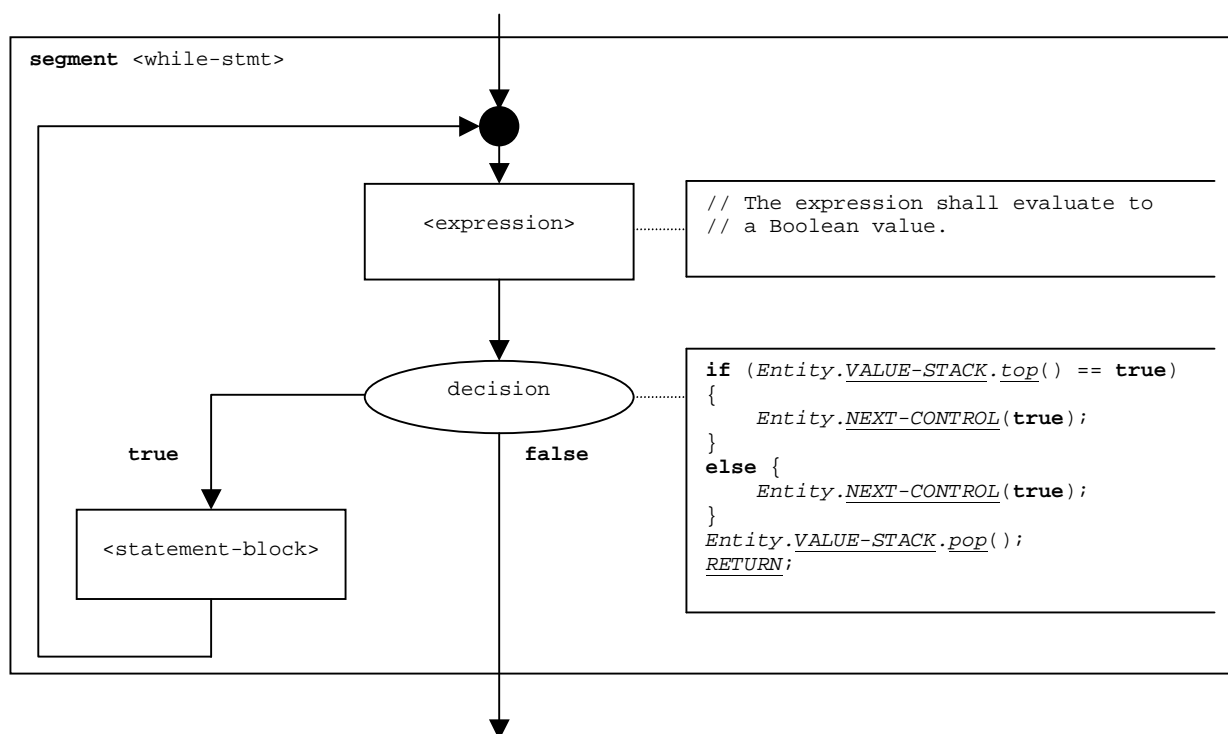 segment <while-stmt>
<expression>
// The expression shall evaluate to
// a Boolean value.
decision
true
false
if (Entity.VALUE-STACK.top() == true)
{
Entity.NEXT-CONTROL(true);
}
else {
Entity.NEXT-CONTROL(true);
}
Entity.VALUE-STACK.pop();
RETURN;
<statement-block>